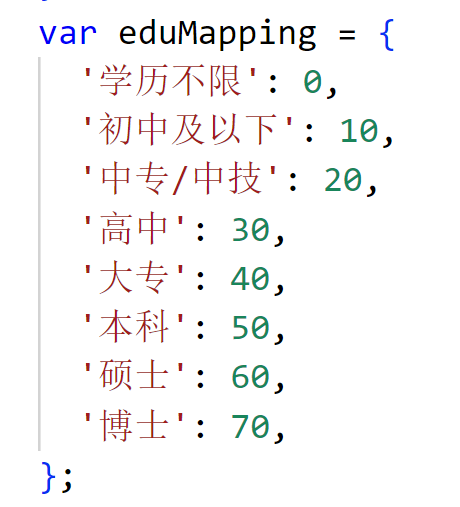 var eduMapping = {
'学历不限': 0,
'初中及以下': 10,
'中专/中技': 20,
'高中': 30,
'大专': 40,
'本科': 50,
'硕士': 60,
'博士': 70,
};